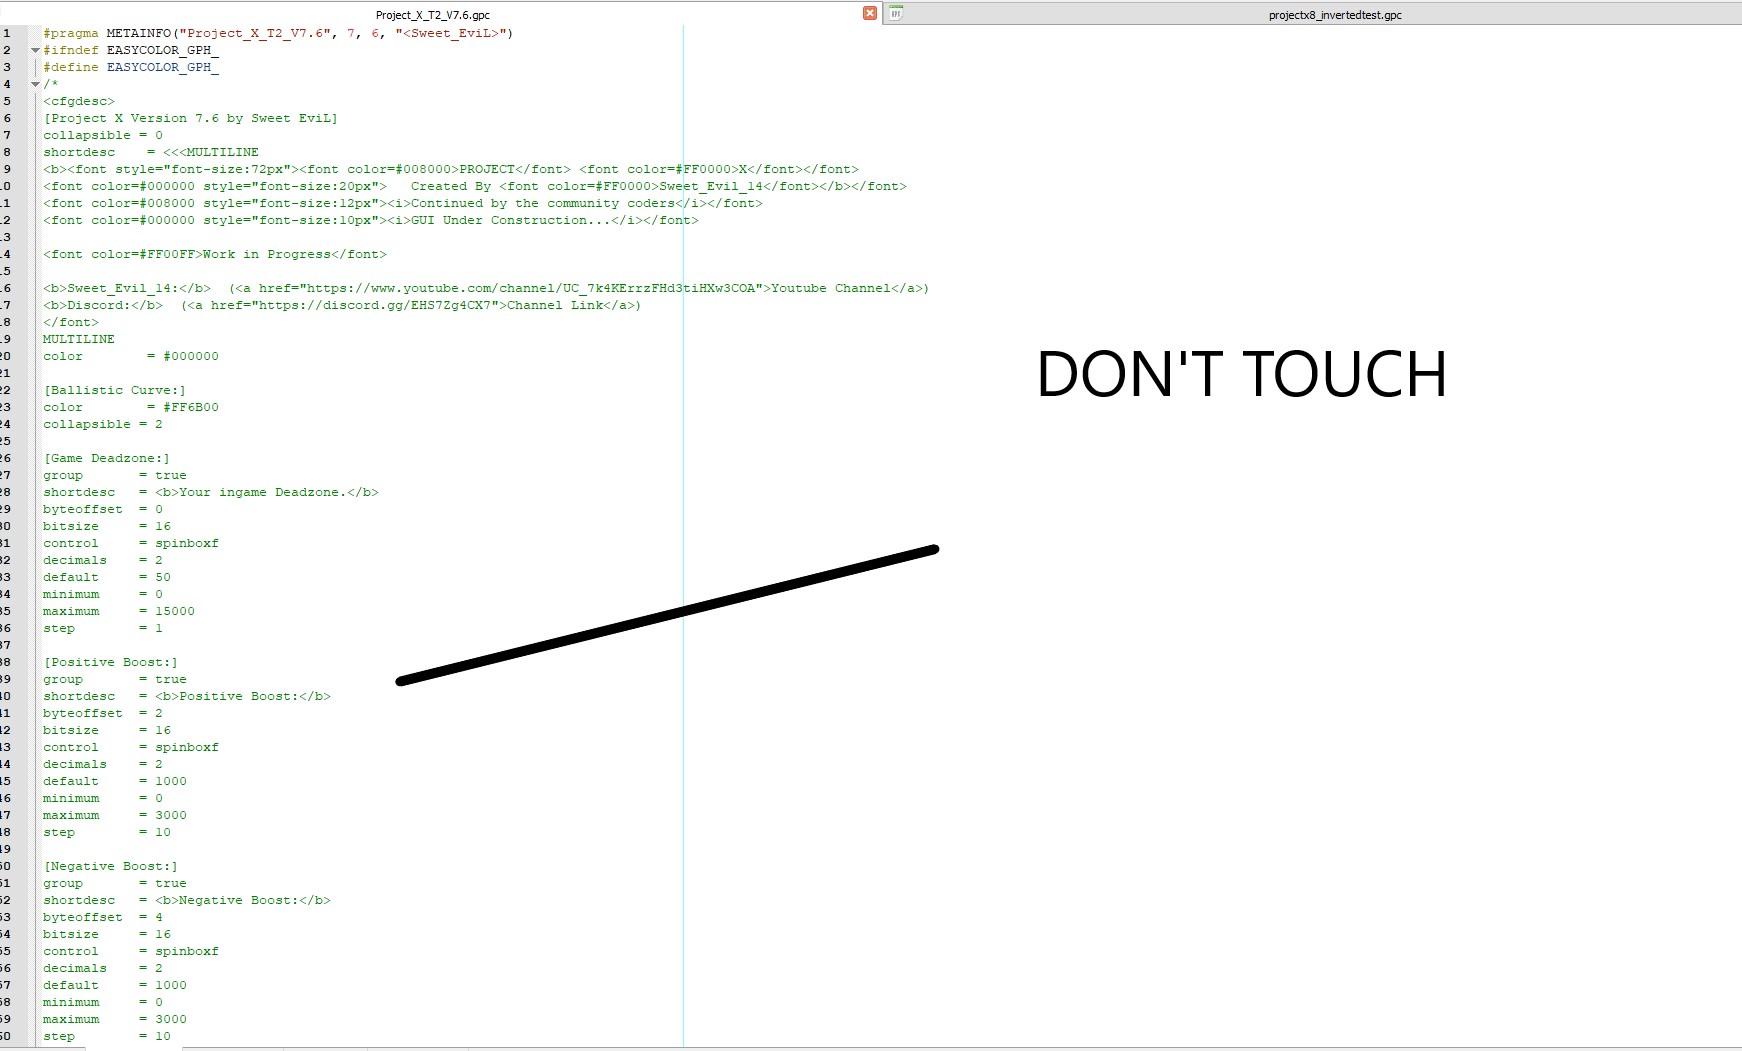 Project_X_T2_V7.6.gpc
projectx8_invertedtest.gpc
1 #pragma METAINFO("Project_X_T2_V7.6", 7, 6, "<Sweet_EviL>")
2 #ifndef EASYCOLOR_GPH_
3 #define EASYCOLOR_GPH_
4 /*
5 <cfgdesc>
6 [Project X Version 7.6 by Sweet EviL]
7 collapsible = 0
8 shortdesc    = <<<MULTILINE
9 <b><font style="font-size:72px"><font color=#008000>PROJECT</font> <font color=#FF0000>X</font></font>
10 <font color=#000000 style="font-size:20px">   Created By <font color=#FF0000>Sweet_Evil_14</font></b></font>
11 <font color=#008000 style="font-size:12px"><i>Continued by the community coders</i></font>
12 <font color=#000000 style="font-size:10px"><i>GUI Under Construction...</i></font>
13
14 <font color=#FF00FF>Work in Progress</font>
15
16 <b>Sweet_Evil_14:</b>  (<a href="https://www.youtube.com/channel/UC_7k4KErrzFHd3tiHXw3COA">Youtube Channel</a>)
17 <b>Discord:</b>  (<a href="https://discord.gg/EHS7Zg4CX7">Channel Link</a>)
18 </font>
19 MULTILINE
20 color        = #000000
21
22 [Ballistic Curve:]
23 color        = #FF6B00
24 collapsible = 2
25
26 [Game Deadzone:]
27 group       = true
28 shortdesc   = <b>Your ingame Deadzone.</b>
29 byteoffset  = 0
30 bitsize     = 16
31 control     = spinboxf
32 decimals    = 2
33 default     = 50
34 minimum     = 0
35 maximum     = 15000
36 step        = 1
37
38 [Positive Boost:]
39 group       = true
40 shortdesc   = <b>Positive Boost:</b>
41 byteoffset  = 2
42 bitsize     = 16
43 control     = spinboxf
44 decimals    = 2
45 default     = 1000
46 minimum     = 0
47 maximum     = 3000
48 step        = 10
49
50 [Negative Boost:]
51 group       = true
52 shortdesc   = <b>Negative Boost:</b>
53 byteoffset  = 4
54 bitsize     = 16
55 control     = spinboxf
56 decimals    = 2
57 default     = 1000
58 minimum     = 0
59 maximum     = 3000
60 step        = 10
DON'T TOUCH